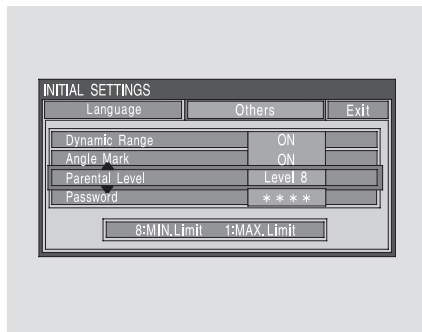 INITIAL SETTINGS
Language Others Exit
Dynamic Range ON
Angle Mark ON
Parental Level Level 8
Password ****
8:MIN.Limit 1:MAX.Limit